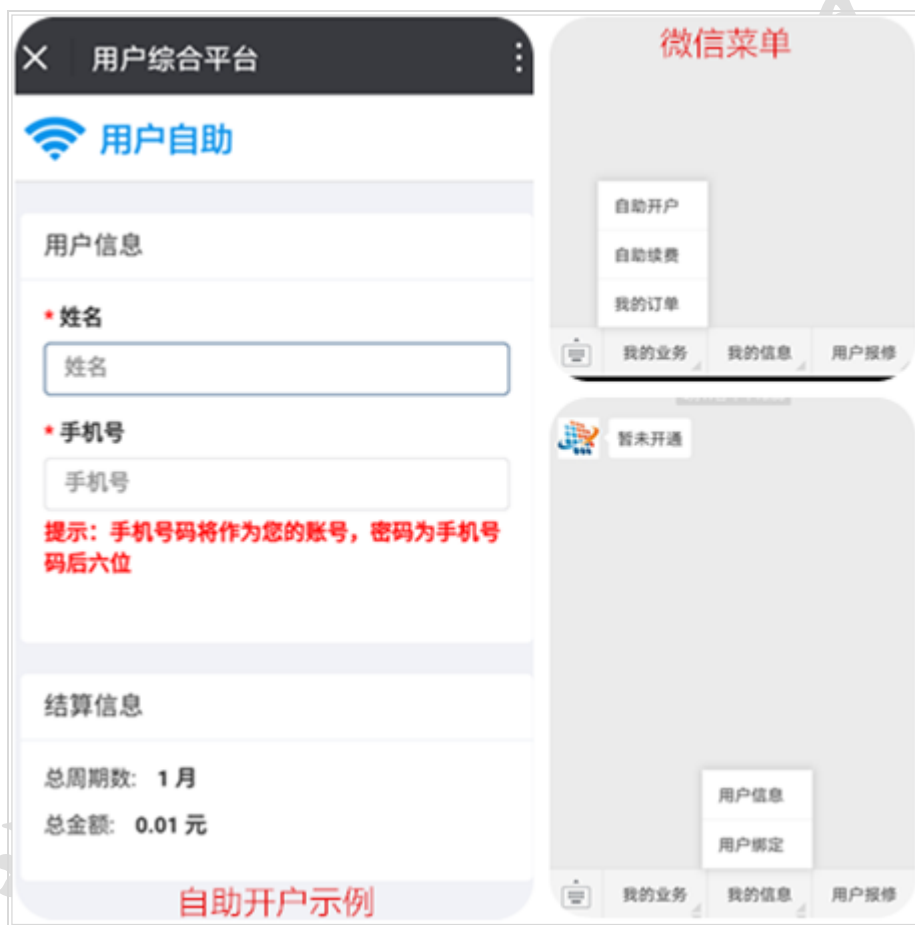 用户综合平台
用户自助
用户信息
* 姓名
姓名
* 手机号
手机号
提示：手机号码将作为您的账号，密码为手机号
码后六位
结算信息
总周期数: 1 月
总金额: 0.01 元
自助开户示例
微信菜单
自助开户
自助续费
我的订单
我的业务 我的信息 用户报修
暂未开通
用户信息
用户绑定
我的业务 我的信息 用户报修